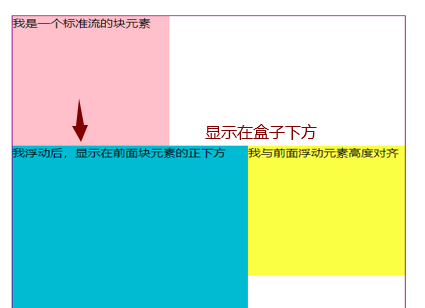 我是一个标准流的块元素
显示在盒子下方
我浮动后，显示在前面块元素的正下方
我与前面浮动元素高度对齐